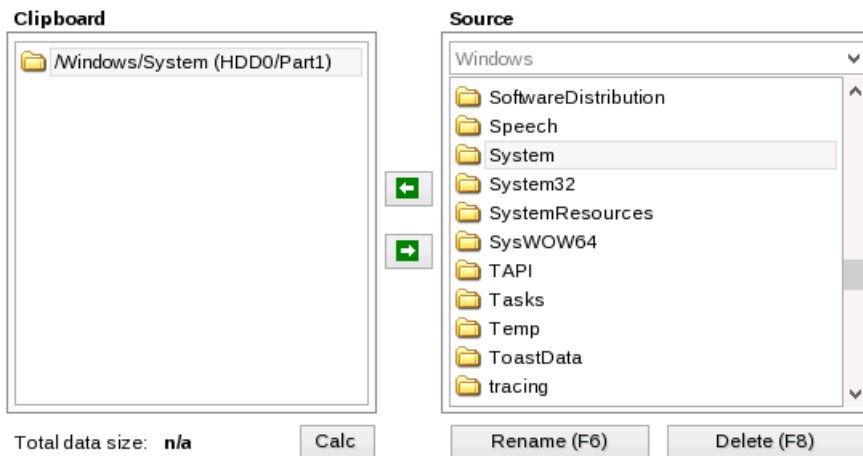 Clipboard
/Windows/System (HDD0/Part1)
Total data size: n/a
Calc
Source
Windows
SoftwareDistribution
Speech
System
System32
SystemResources
SysWOW64
TAPI
Tasks
Temp
ToastData
tracing
Rename (F6)
Delete (F8)